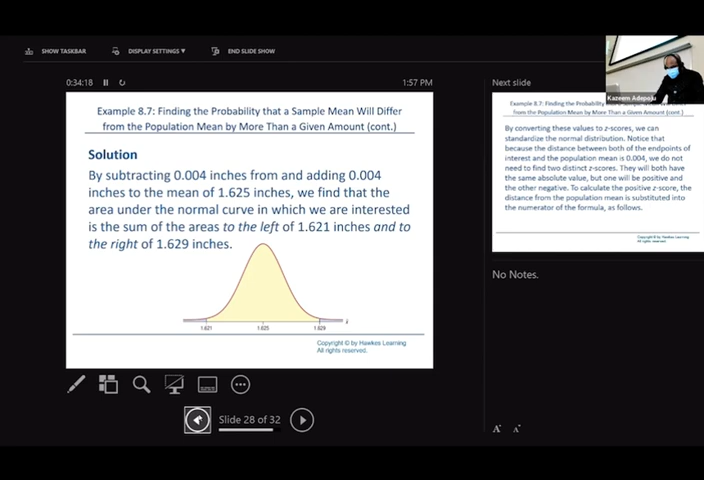 SHOW TASKBAR
DISPLAY SETTINGS ▾
END SLIDE SHOW
0:34:18
1:57 PM
Example 8.7: Finding the Probability that a Sample Mean Will Differ
from the Population Mean by More Than a Given Amount (cont.)
Solution
By subtracting 0.004 inches from and adding 0.004
inches to the mean of 1.625 inches, we find that the
area under the normal curve in which we are interested
is the sum of the areas to the left of 1.621 inches and to
the right of 1.629 inches.
1.621
1.625
1.629
Copyright © by Hawkes Learning
All rights reserved.
Slide 28 of 32
Next slide
Kazeem Adepoju
Example 8.7: Finding the Probability
from the Population Mean by More Than a Given Amount (cont.)
By converting these values to z-scores, we can
standardize the normal distribution. Notice that
because the distance between both of the endpoints of
interest and the population mean is 0.004, we do not
need to find two distinct z-scores. They will both have
the same absolute value, but one will be positive and
the other negative. To calculate the positive z-score, the
distance from the population mean is substituted into
the numerator of the formula, as follows.
Copyright © by Hawkes Learning
All rights reserved.
No Notes.
A A